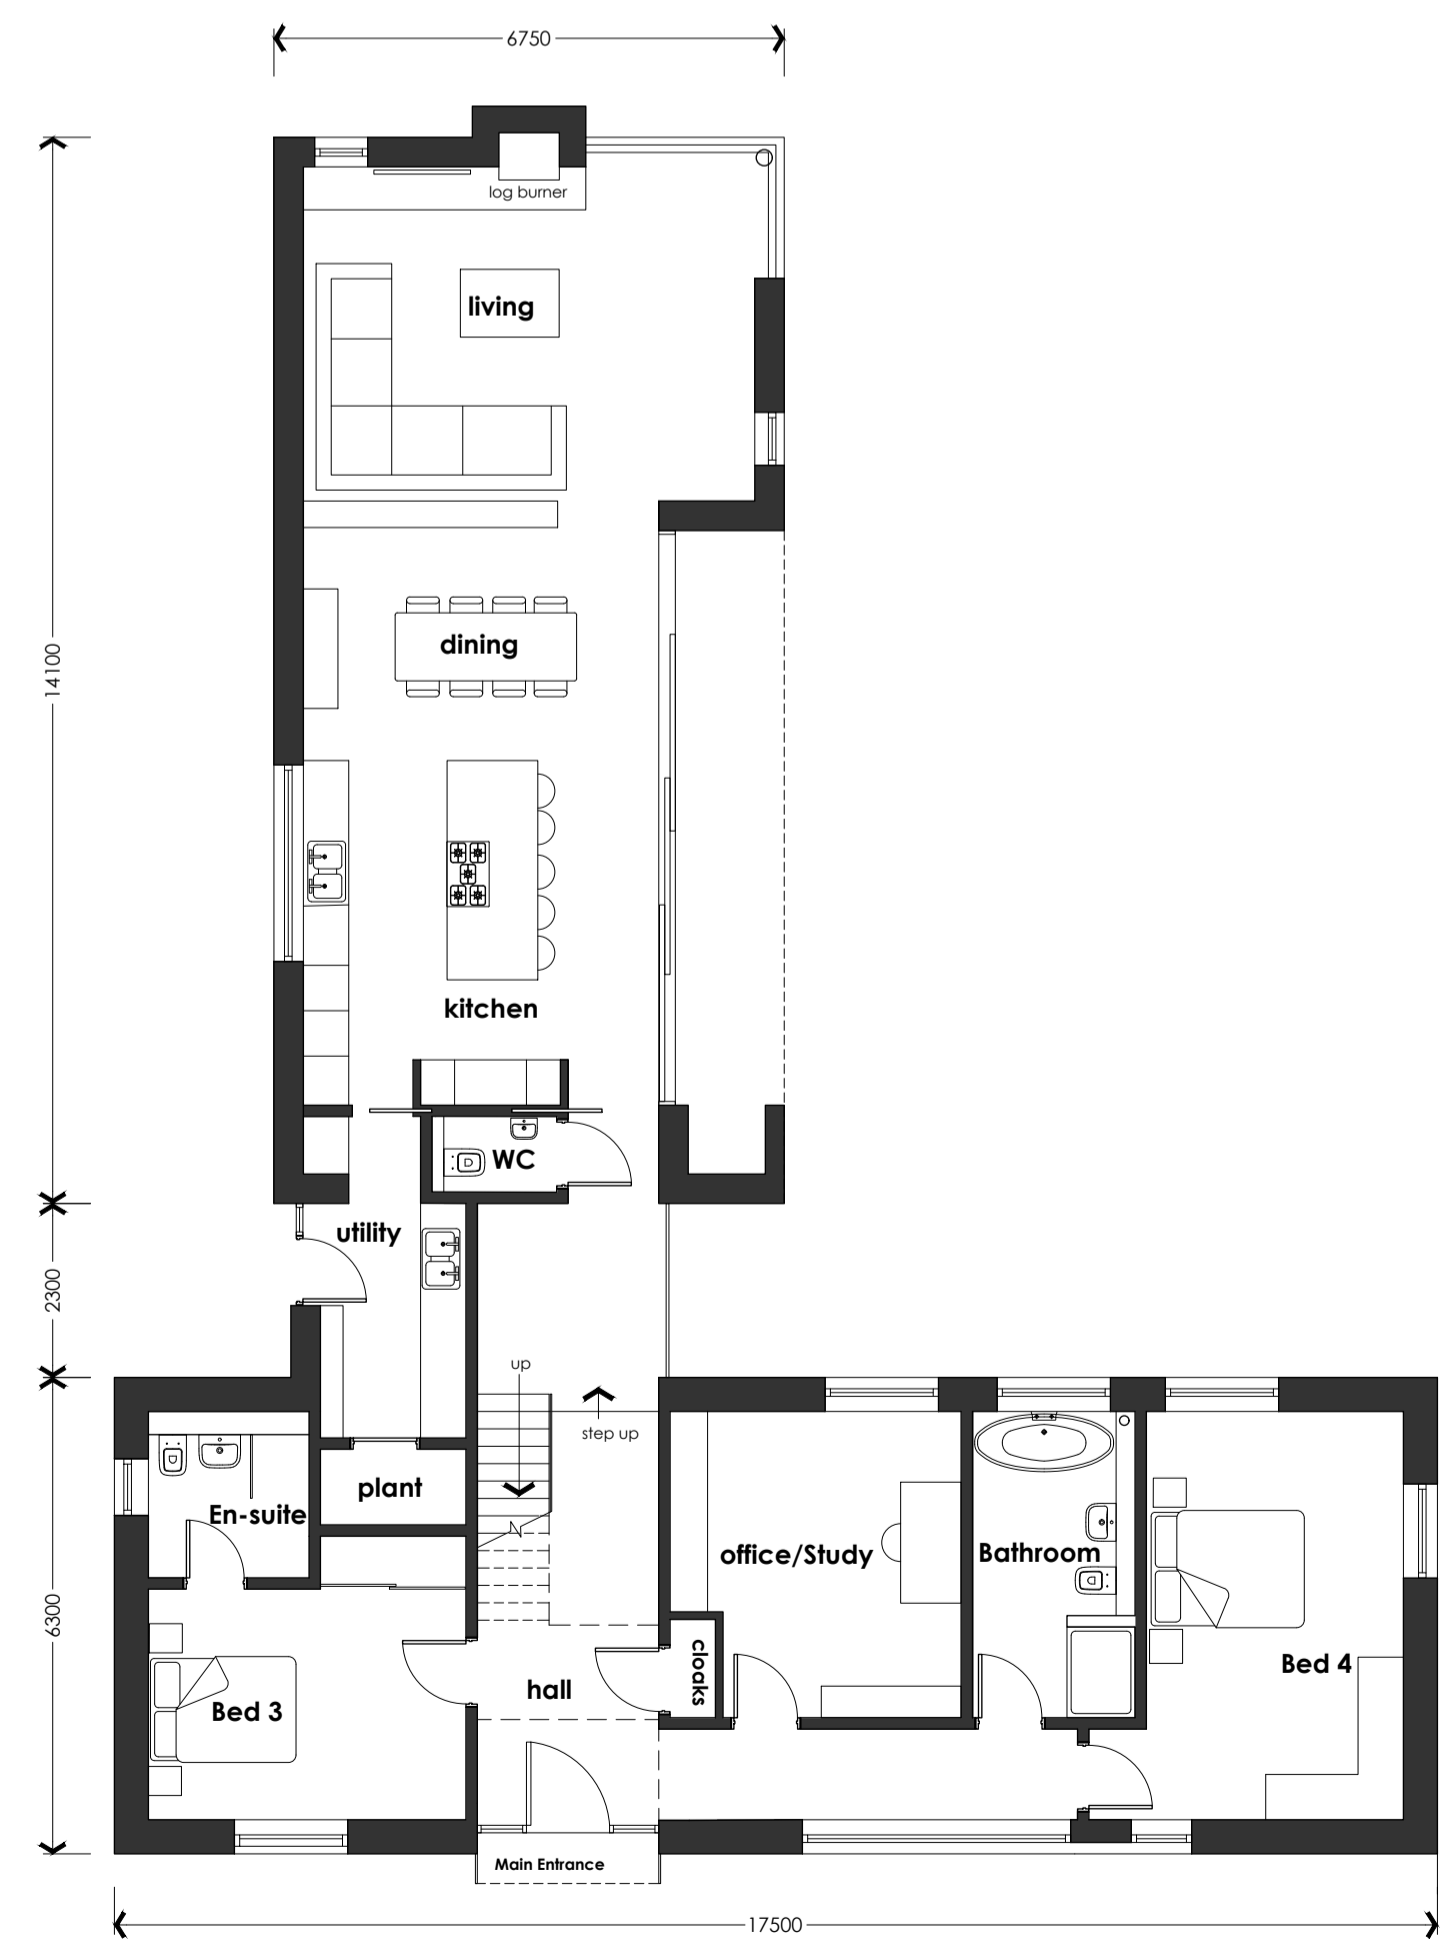 6750
log burner
living
14100
dining
kitchen
WC
utility
2300
up
step up
plant
En-suite
6300
office/Study
Bathroom
cloaks
Bed 4
hall
Bed 3
Main Entrance
17500